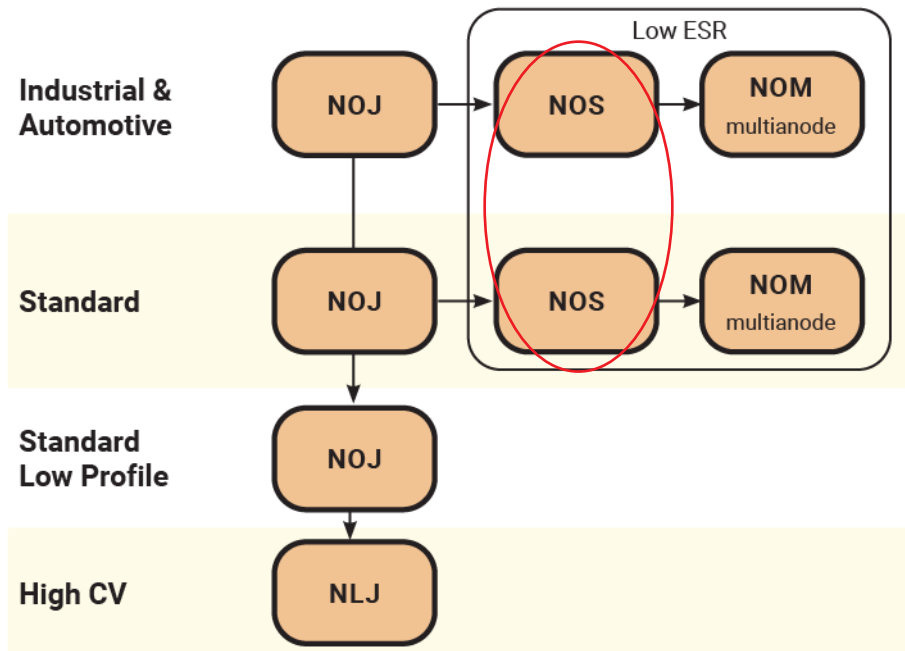 Low ESR
Industrial &
Automotive
NOJ
NOS
NOM
multianode
Standard
NOJ
NOS
NOM
multianode
Standard
Low Profile
NOJ
High CV
NLJ